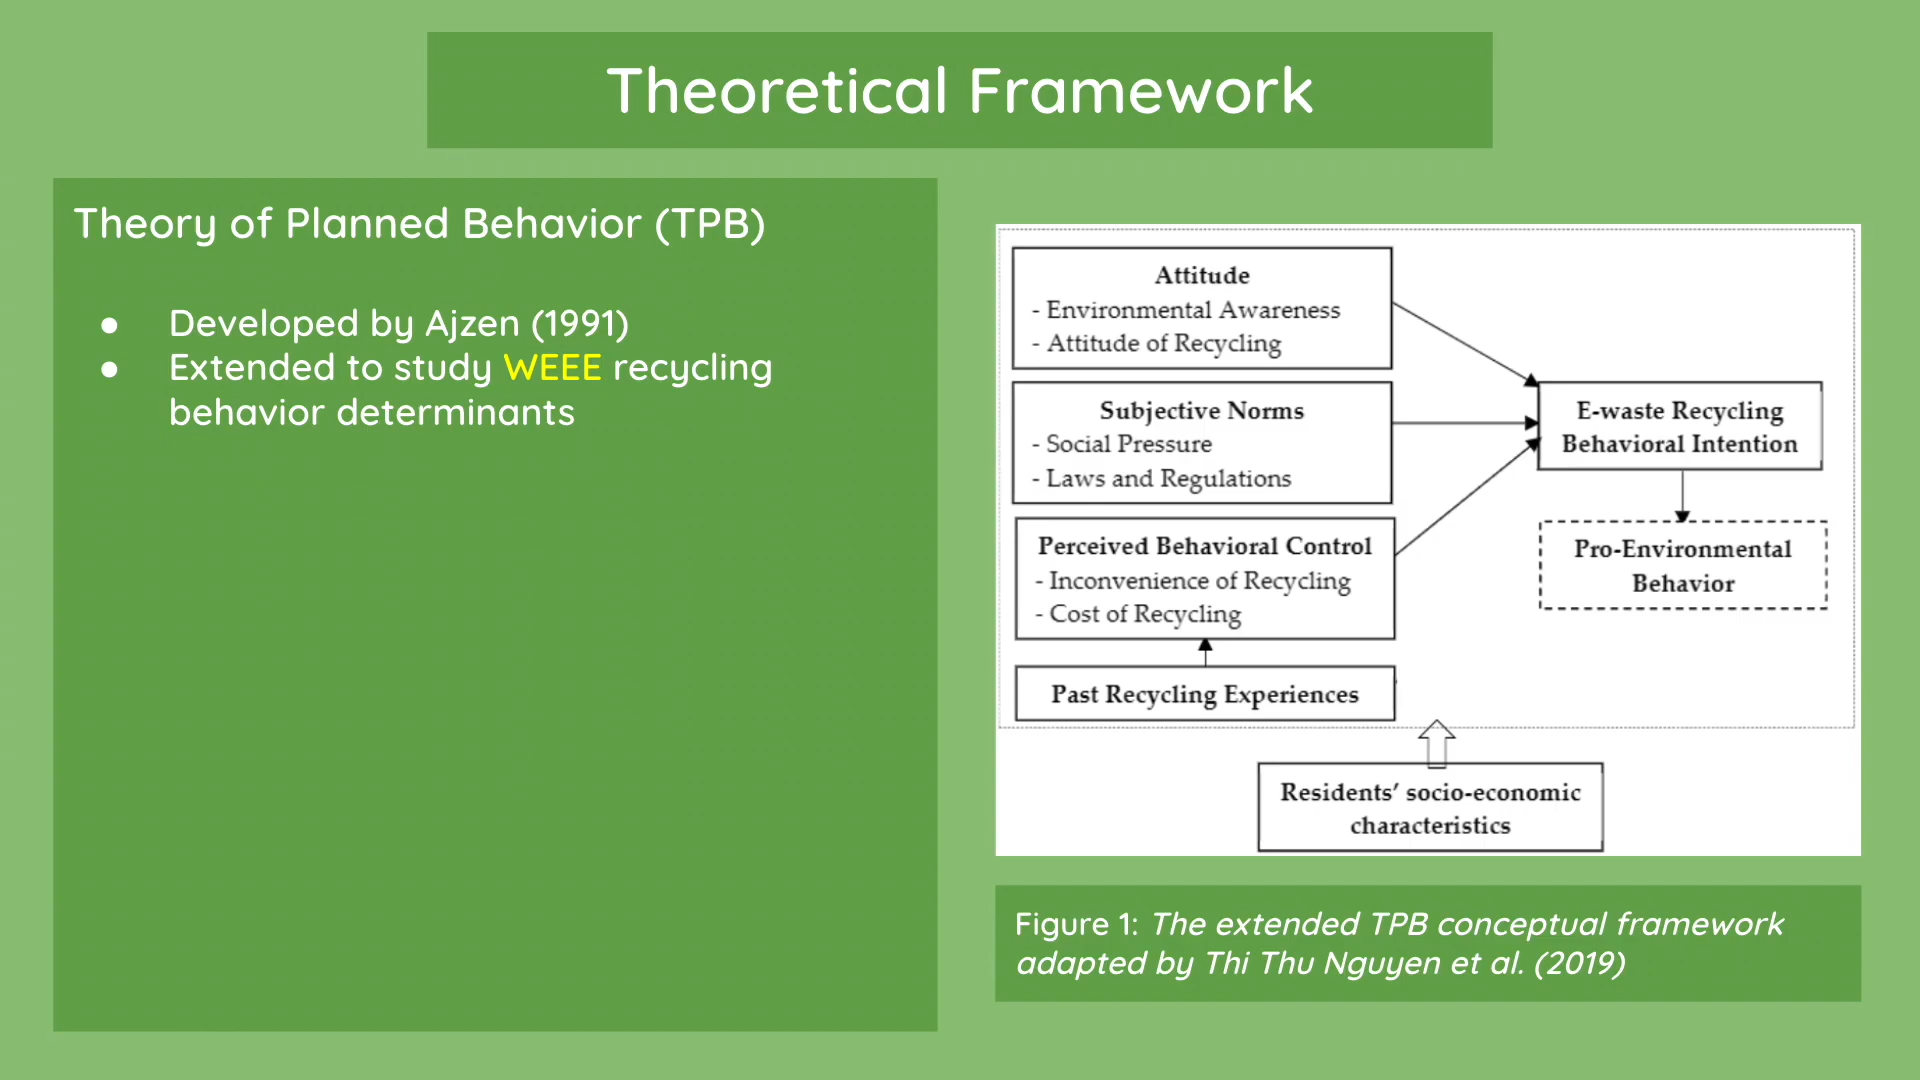 Theoretical Framework
Theory of Planned Behavior (TPB)
● Developed by Ajzen (1991)
● Extended to study WEEE recycling
behavior determinants
Attitude
- Environmental Awareness
- Attitude of Recycling
Subjective Norms
- Social Pressure
- Laws and Regulations
Perceived Behavioral Control
- Inconvenience of Recycling
- Cost of Recycling
Past Recycling Experiences
E-waste Recycling
Behavioral Intention
Pro-Environmental
Behavior
Residents' socio-economic
characteristics
Figure 1: The extended TPB conceptual framework
adapted by Thi Thu Nguyen et al. (2019)